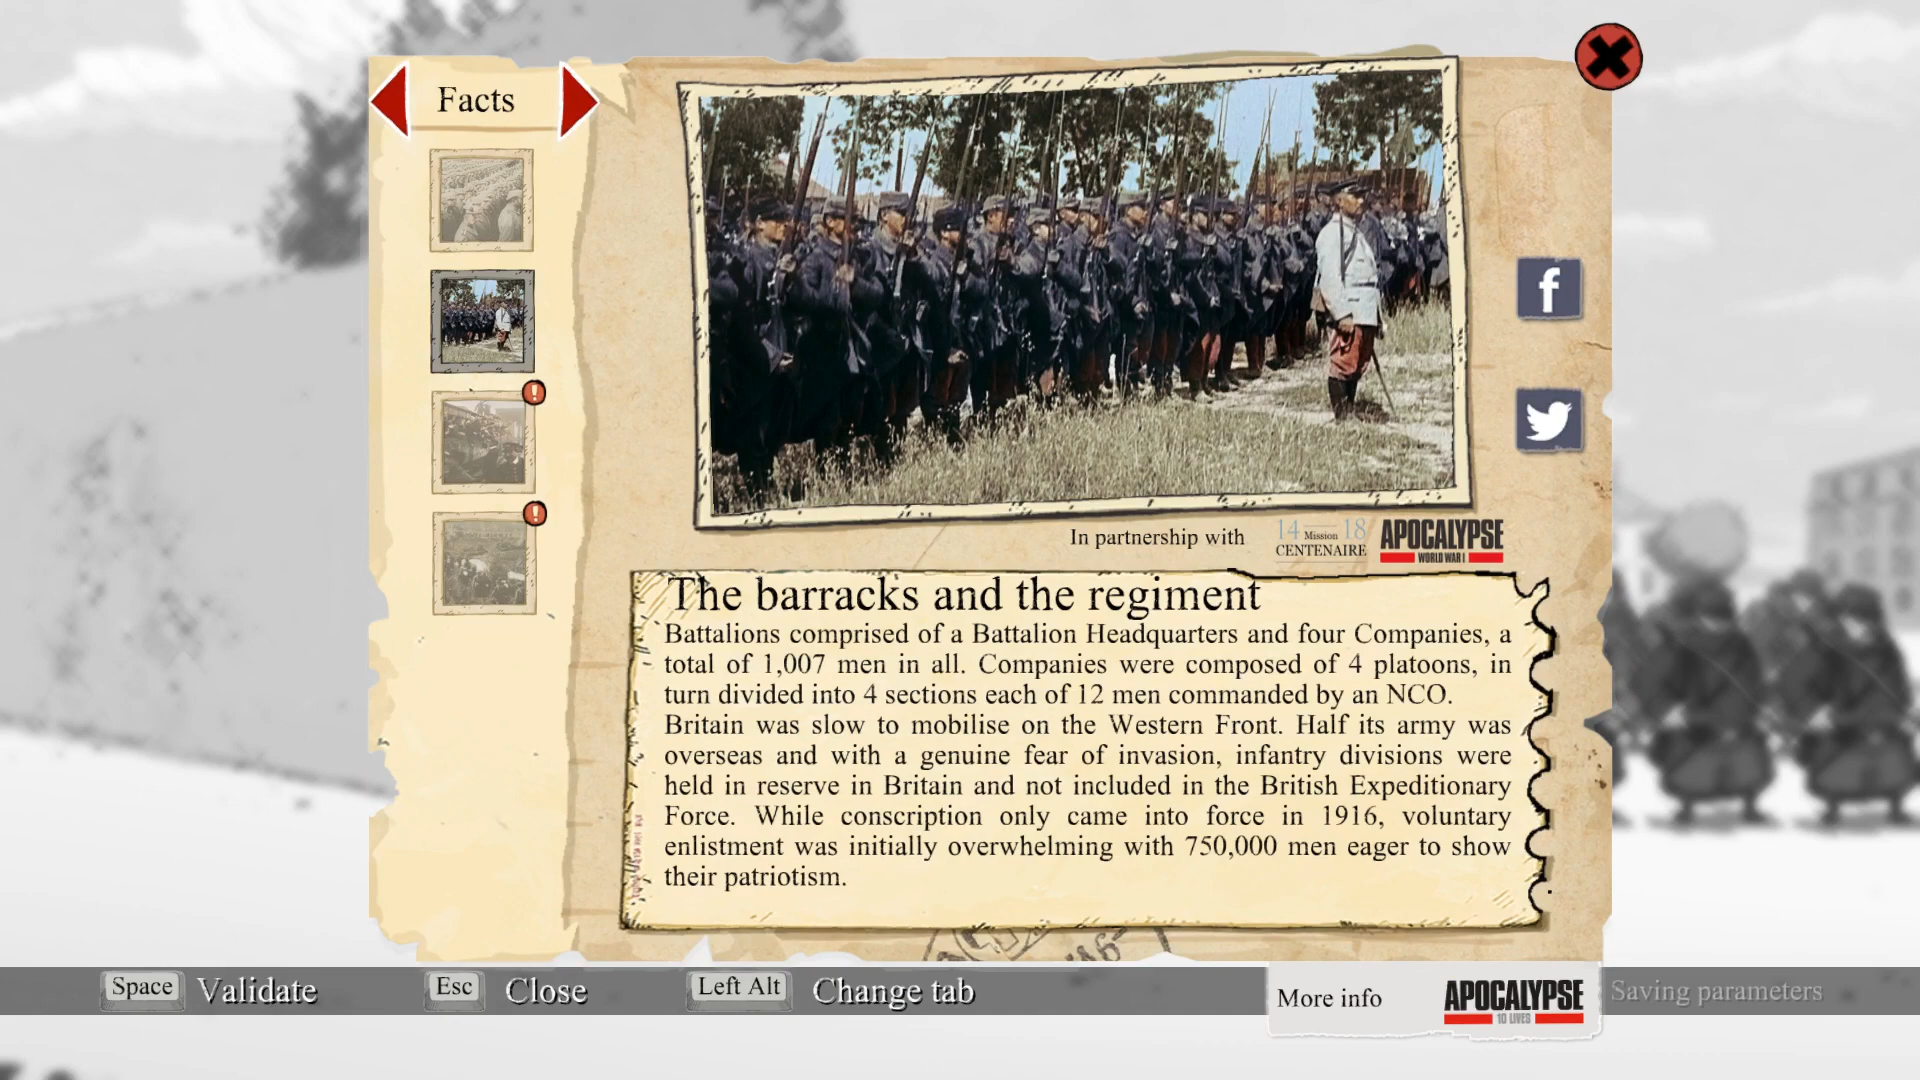 Facts
In partnership with
14 Mission 18
CENTENAIRE
APOCALYPSE
WORLD WAR I
The barracks and the regiment
Battalions comprised of a Battalion Headquarters and four Companies, a
total of 1,007 men in all. Companies were composed of 4 platoons, in
turn divided into 4 sections each of 12 men commanded by an NCO.
Britain was slow to mobilise on the Western Front. Half its army was
overseas and with a genuine fear of invasion, infantry divisions were
held in reserve in Britain and not included in the British Expeditionary
Force. While conscription only came into force in 1916, voluntary
enlistment was initially overwhelming with 750,000 men eager to show
their patriotism.
Space Validate
Esc Close
Left Alt Change tab
More info
APOCALYPSE
10 LIVES
Saving parameters